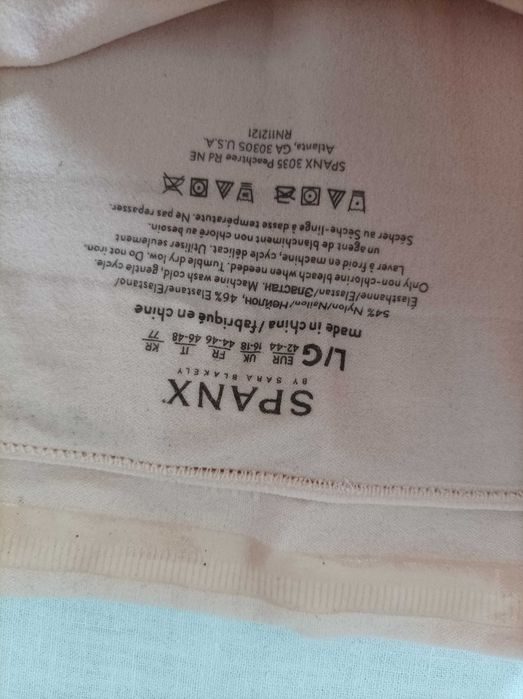 SPANX
BY SARA BLAKELY
L/G
EUR 42-44
UK 16-18
FR 44-46
IT 46-48
KR 77
made in china / fabriqué en chine
54% Nylon/Нейлон/Nailon/ 46% Elastane/Elastano/
Élasthanne/Elastan/Эластан. Machine wash cold, gentle cycle.
Only non-chlorine bleach when needed. Tumble dry low. Do not iron.
Laver à froid en machine, cycle délicat. Utiliser seulement
un agent de blanchiment non chloré au besoin.
Sécher au Sèche-linge à basse température. Ne pas repasser.
SPANX 3035 Peachtree Rd NE
Atlanta, GA 30305 U.S.A.
RN112121